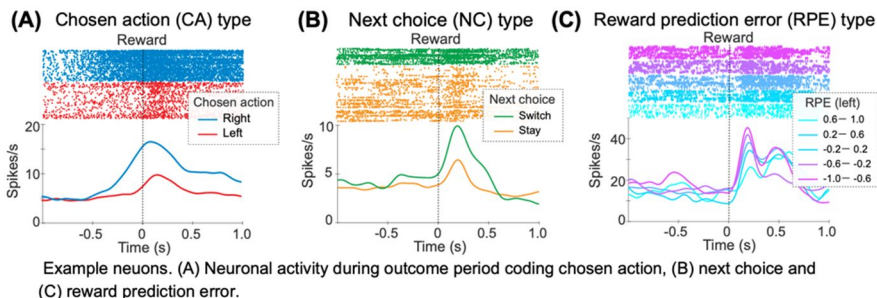 (A) Chosen action (CA) type
Reward
Chosen action
Right
Left
20
10
0
Spikes/s
-0.5
0
0.5
1.0
Time (s)
(B) Next choice (NC) type
Reward
Next choice
Switch
Stay
10
5
0
Spikes/s
-0.5
0
0.5
1.0
Time (s)
(C) Reward prediction error (RPE) type
Reward
RPE (left)
0.6– 1.0
0.2– 0.6
-0.2– 0.2
-0.6– -0.2
-1.0– -0.6
40
20
0
Spikes/s
-0.5
0
0.5
1.0
Time (s)
Example neuons. (A) Neuronal activity during outcome period coding chosen action, (B) next choice and
(C) reward prediction error.